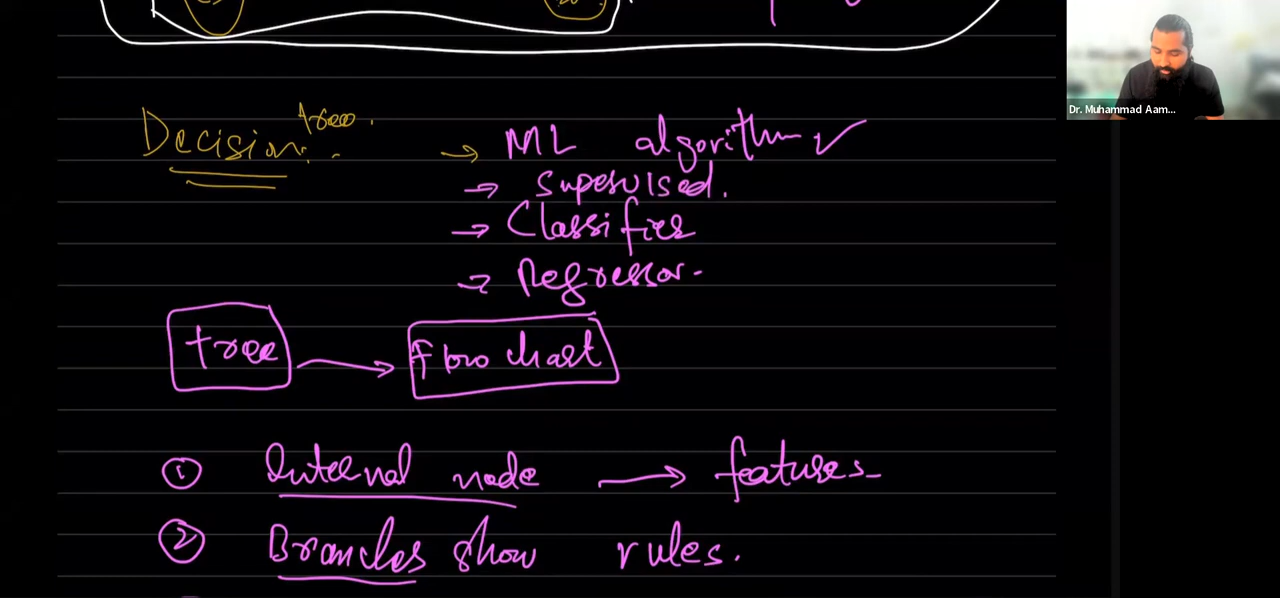 Dr. Muhammad Aam...
Decision tree.
→ ML algorithm ✓
→ Supervised.
→ Classifier
→ Regressor.
tree → flow chart
① Internal node → features
② Branches show rules.